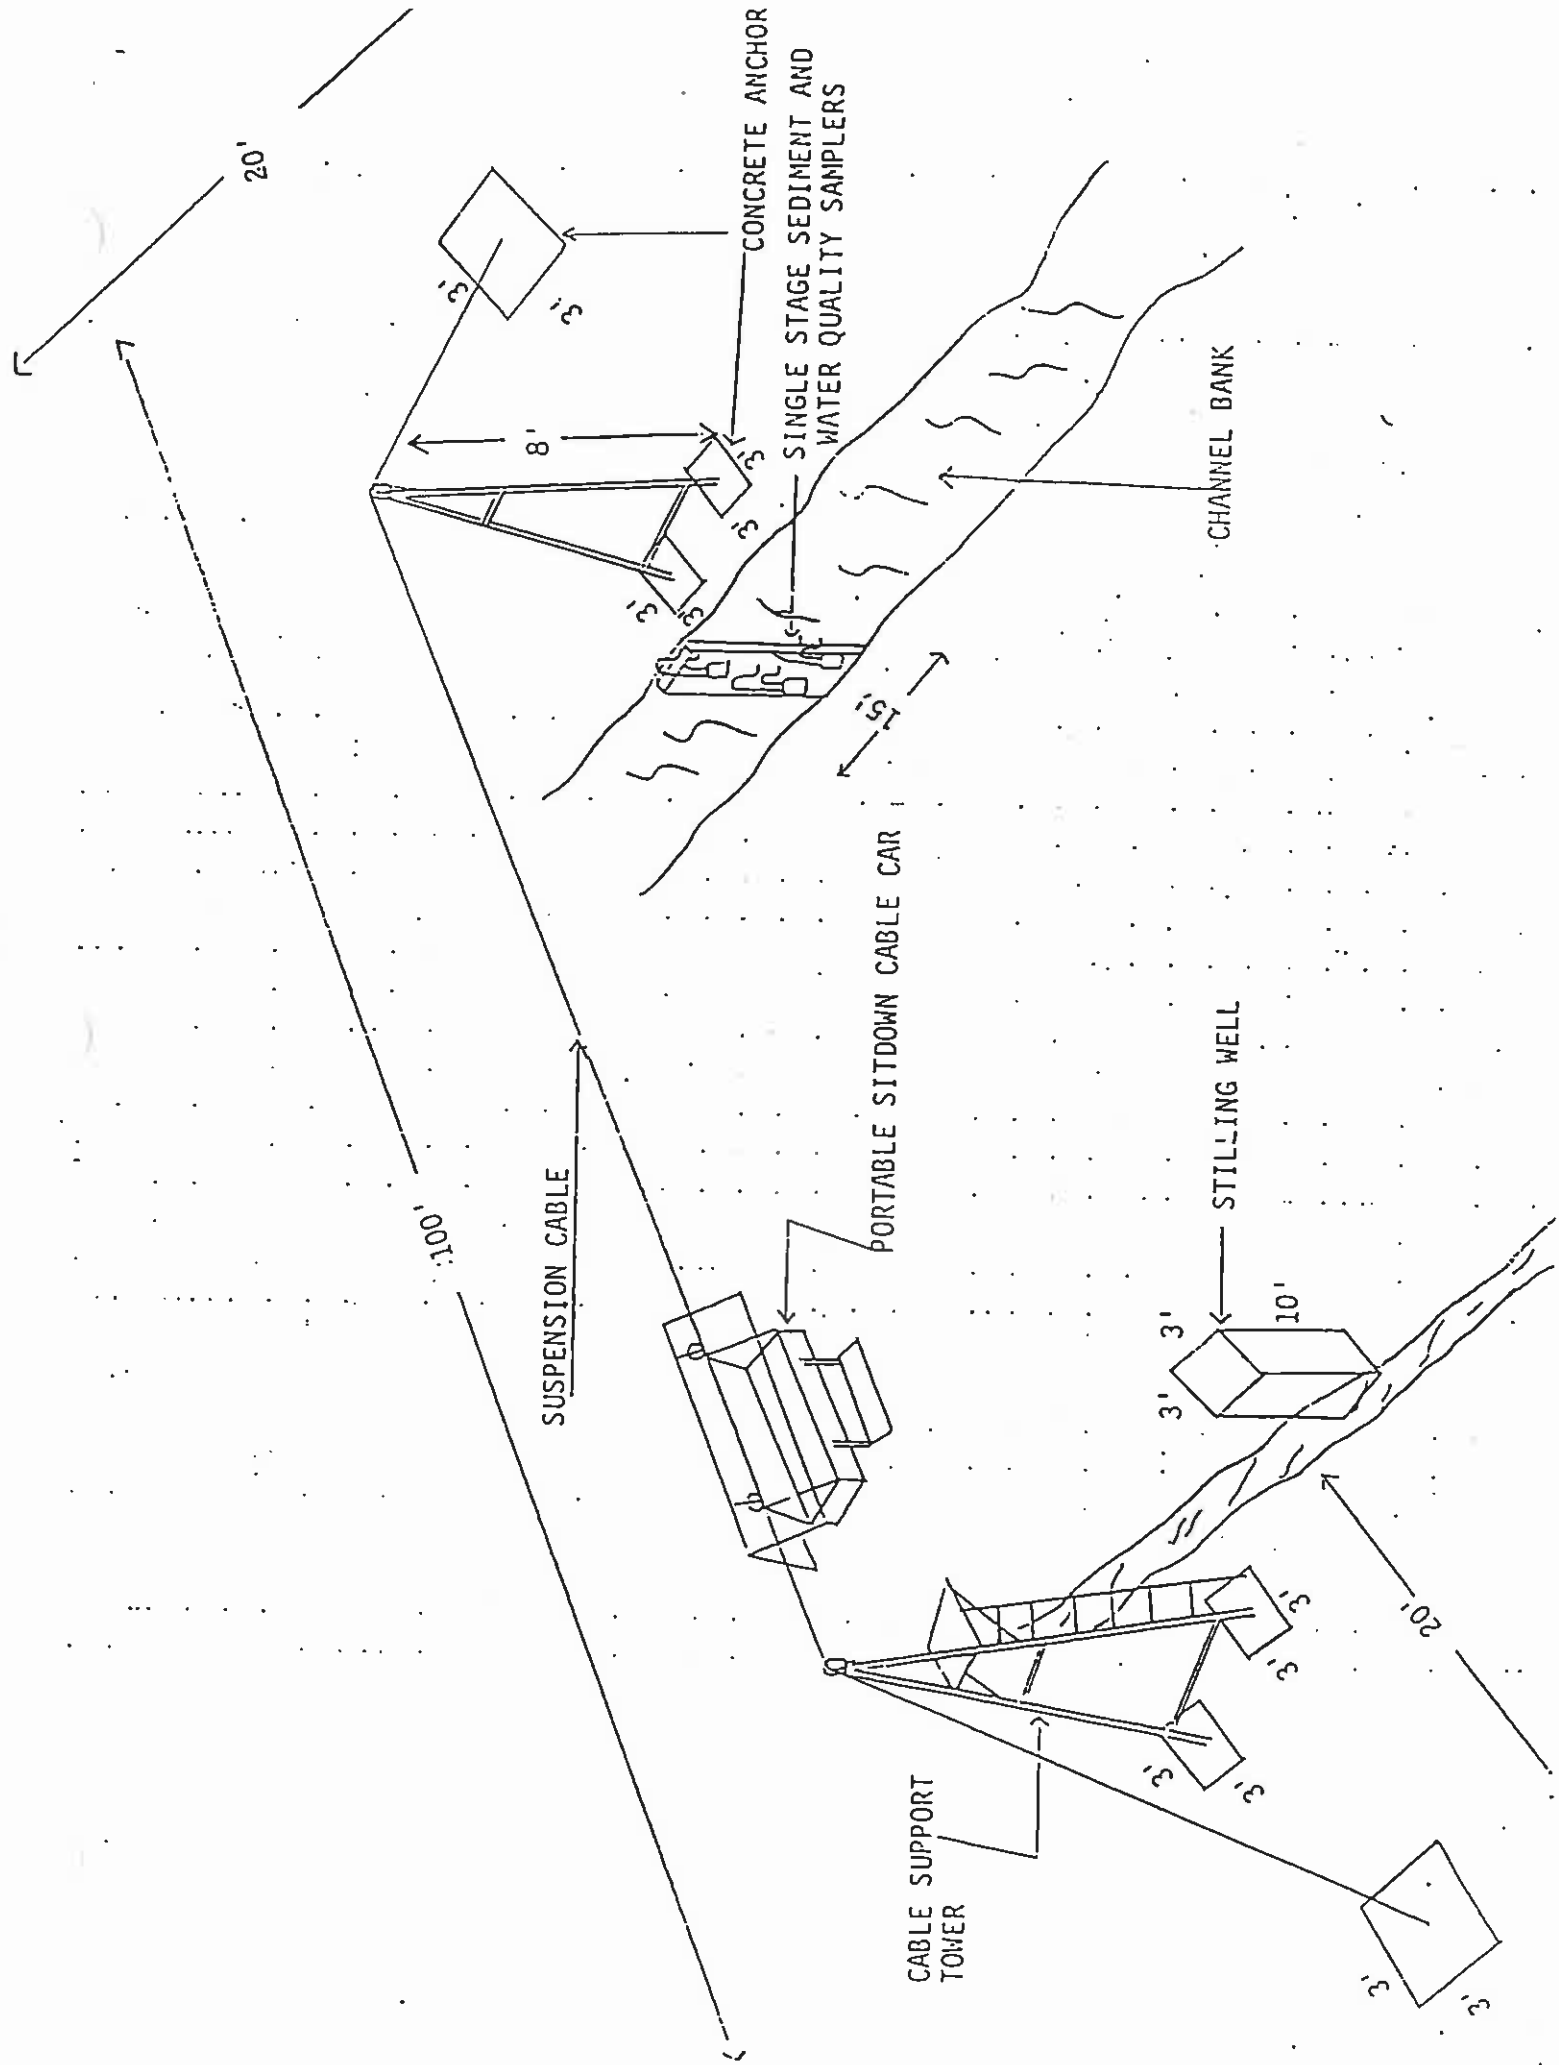 20'
100'
SUSPENSION CABLE
3'
3'
8'
CONCRETE ANCHOR
3'
3'
3'
3'
SINGLE STAGE SEDIMENT AND
WATER QUALITY SAMPLERS
15'
PORTABLE SITDOWN CABLE CAR
CHANNEL BANK
CABLE SUPPORT
TOWER
3'
3'
10'
STILLING WELL
3'
3'
3'
3'
20'
3'
3'